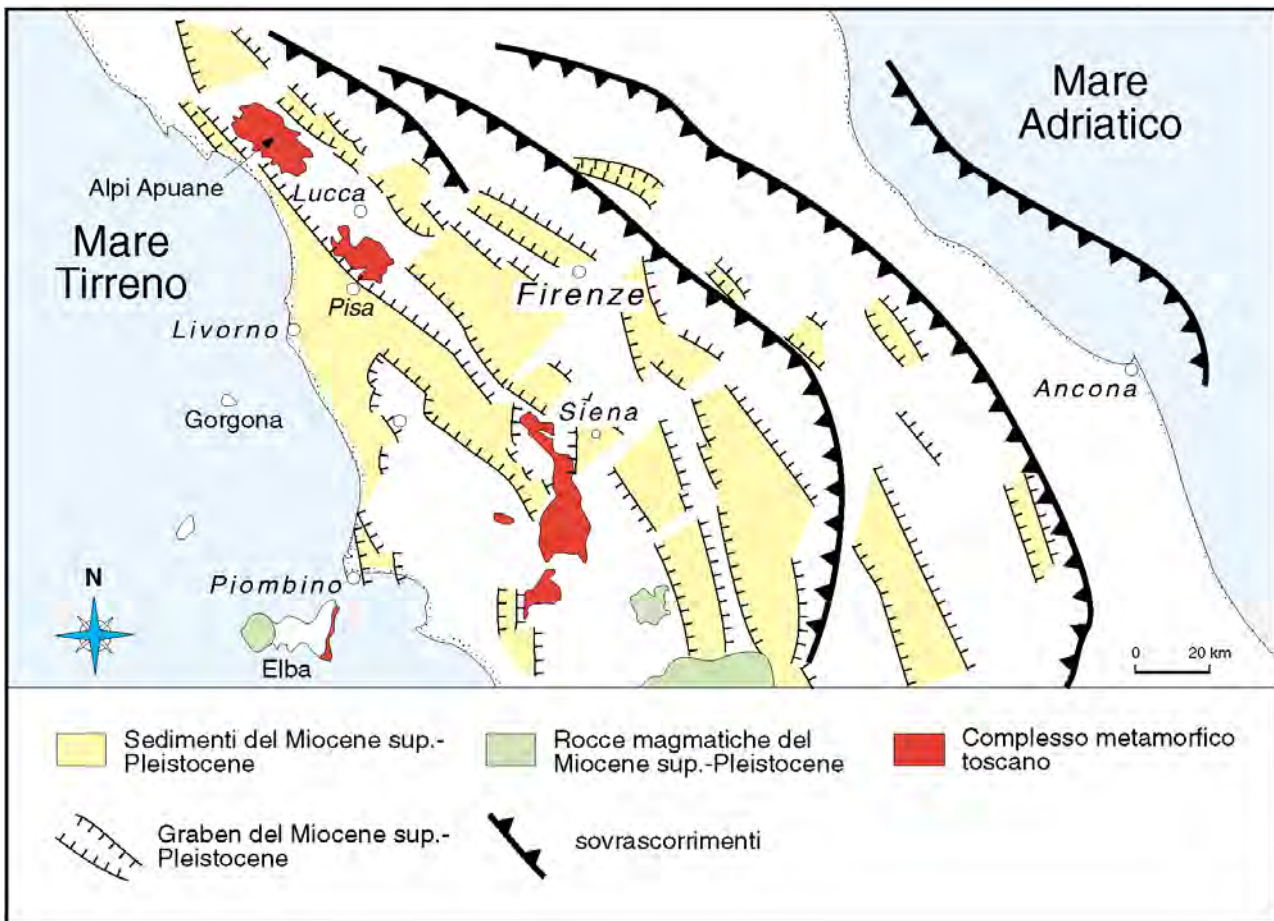 Mare
Adriatico
Alpi Apuane
Lucca
Mare
Tirreno
Firenze
Pisa
Livorno
Ancona
Gorgona
Siena
N
Piombino
Elba
0 20 km
Sedimenti del Miocene sup.-
Pleistocene
Rocce magmatiche del
Miocene sup.-Pleistocene
Complesso metamorfico
toscano
Graben del Miocene sup.-
Pleistocene
sovrascorrimenti